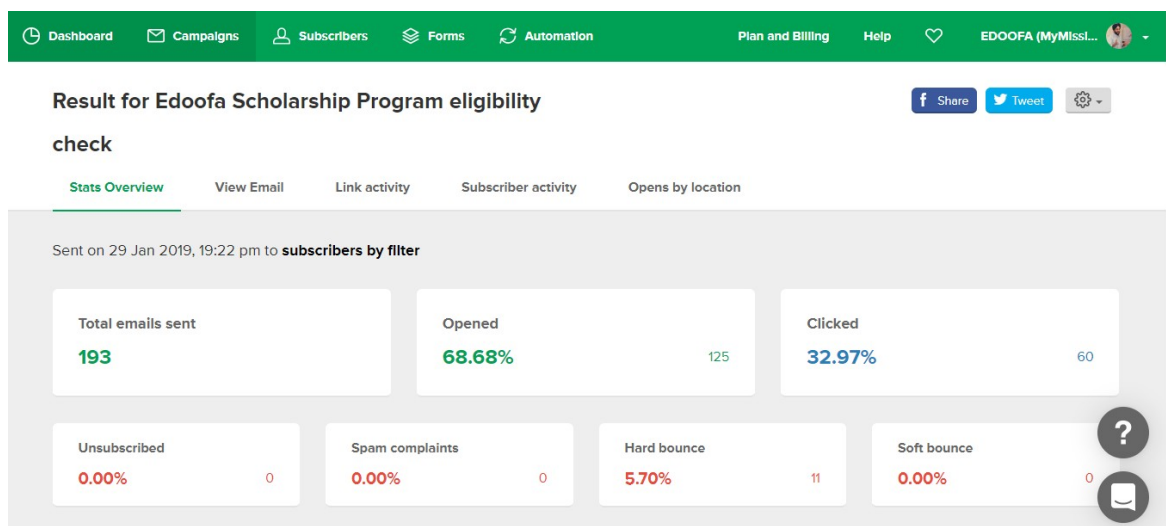 Dashboard Campaigns Subscribers Forms Automation Plan and Billing Help EDOOFA (MyMissi...
Result for Edoofa Scholarship Program eligibility
check
f Share Tweet
Stats Overview View Email Link activity Subscriber activity Opens by location
Sent on 29 Jan 2019, 19:22 pm to subscribers by filter
Total emails sent
193
Opened
68.68% 125
Clicked
32.97% 60
Unsubscribed
0.00% 0
Spam complaints
0.00% 0
Hard bounce
5.70% 11
Soft bounce
0.00% 0
?